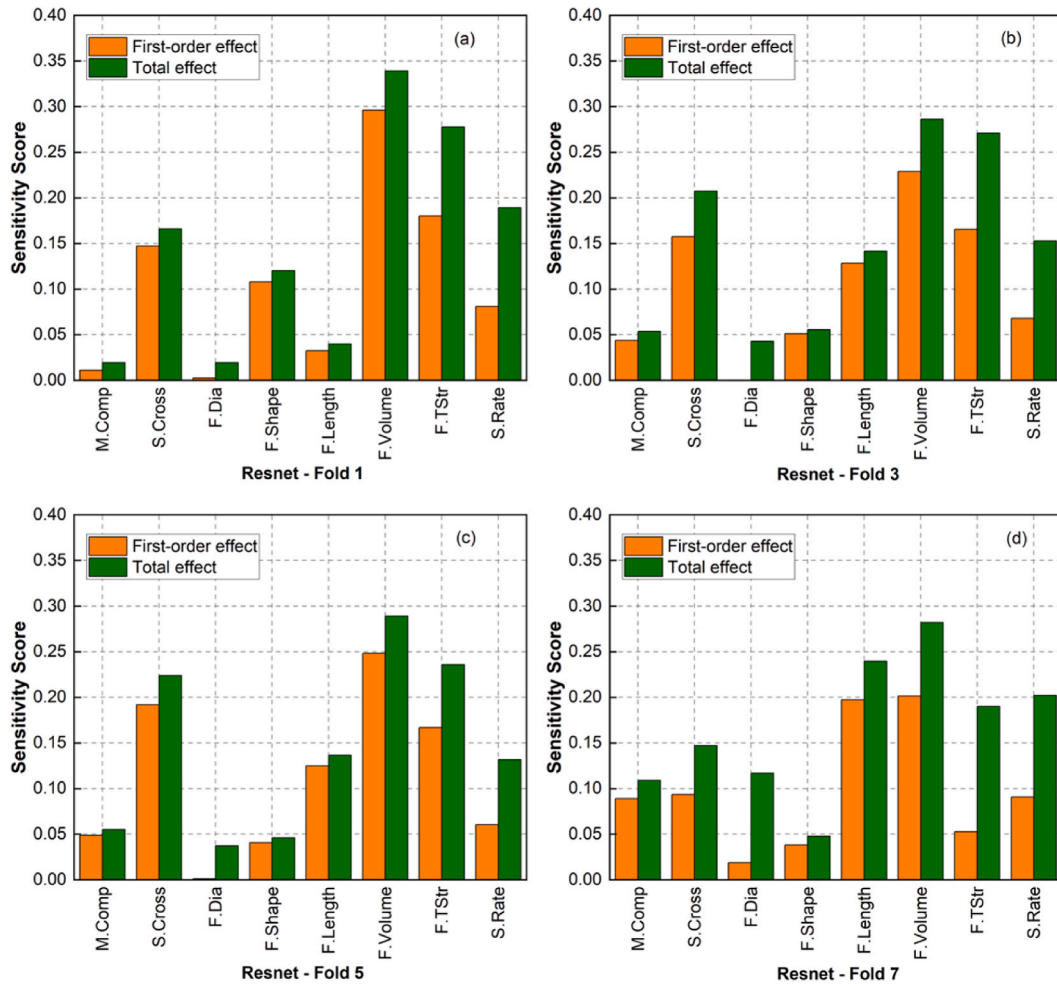 0.40
0.35
0.30
0.25
0.20
0.15
0.10
0.05
0.00
Sensitivity Score
First-order effect
Total effect
(a)
M.Comp
S.Cross
F.Dia
F.Shape
F.Length
F.Volume
F.TStr
S.Rate
Resnet - Fold 1
0.40
0.35
0.30
0.25
0.20
0.15
0.10
0.05
0.00
Sensitivity Score
First-order effect
Total effect
(b)
M.Comp
S.Cross
F.Dia
F.Shape
F.Length
F.Volume
F.TStr
S.Rate
Resnet - Fold 3
0.40
0.35
0.30
0.25
0.20
0.15
0.10
0.05
0.00
Sensitivity Score
First-order effect
Total effect
(c)
M.Comp
S.Cross
F.Dia
F.Shape
F.Length
F.Volume
F.TStr
S.Rate
Resnet - Fold 5
0.40
0.35
0.30
0.25
0.20
0.15
0.10
0.05
0.00
Sensitivity Score
First-order effect
Total effect
(d)
M.Comp
S.Cross
F.Dia
F.Shape
F.Length
F.Volume
F.TStr
S.Rate
Resnet - Fold 7